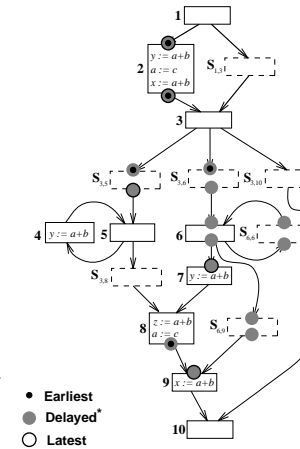 1
2
y := a+b
a := c
x := a+b
S1,3
3
S3,5
S3,6
S3,10
4
y := a+b
5
6
S6,6
S3,8
7
y := a+b
8
z := a+b
a := c
S6,9
9
x := a+b
10
Earliest
Delayed*
Latest